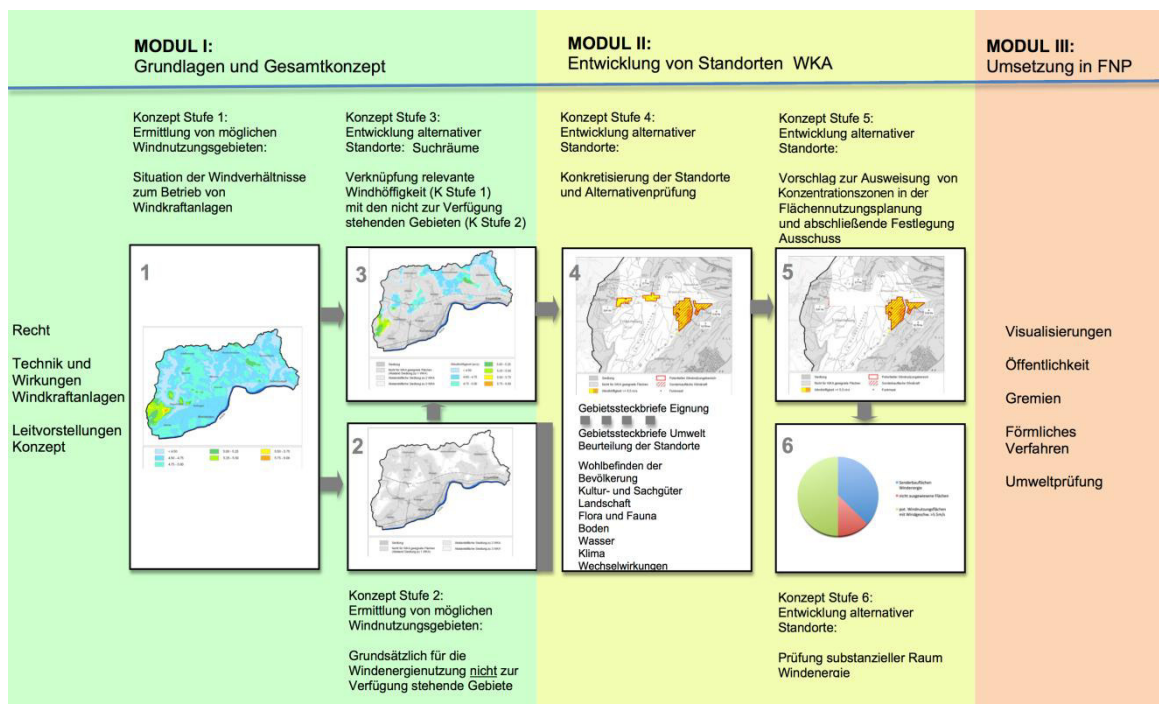 MODUL I:
Grundlagen und Gesamtkonzept
MODUL II:
Entwicklung von Standorten WKA
MODUL III:
Umsetzung in FNP
Recht
Technik und
Wirkungen
Windkraftanlagen
Leitvorstellungen
Konzept
Konzept Stufe 1:
Ermittlung von möglichen
Windnutzungsgebieten:
Situation der Windverhältnisse
zum Betrieb von
Windkraftanlagen
1
Konzept Stufe 3:
Entwicklung alternativer
Standorte: Suchräume
Verknüpfung relevante
Windhöffigkeit (K Stufe 1)
mit den nicht zur Verfügung
stehenden Gebieten (K Stufe 2)
3
2
Konzept Stufe 2:
Ermittlung von möglichen
Windnutzungsgebieten:
Grundsätzlich für die
Windenergienutzung nicht zur
Verfügung stehende Gebiete
Konzept Stufe 4:
Entwicklung alternativer
Standorte:
Konkretisierung der Standorte
und Alternativenprüfung
4
Gebietssteckbriefe Eignung
Gebietssteckbriefe Umwelt
Beurteilung der Standorte
Wohlbefinden der
Bevölkerung
Kultur- und Sachgüter
Landschaft
Flora und Fauna
Boden
Wasser
Klima
Wechselwirkungen
Konzept Stufe 5:
Entwicklung alternativer
Standorte:
Vorschlag zur Ausweisung von
Konzentrationszonen in der
Flächennutzungsplanung
und abschließende Festlegung
Ausschuss
5
6
Sonderbauflächen
Windenergie
nicht ausgewiesene Flächen
pot. Windnutzungsflächen
Konzept Stufe 6:
Entwicklung alternativer
Standorte:
Prüfung substanzieller Raum
Windenergie
Visualisierungen
Öffentlichkeit
Gremien
Förmliches
Verfahren
Umweltprüfung